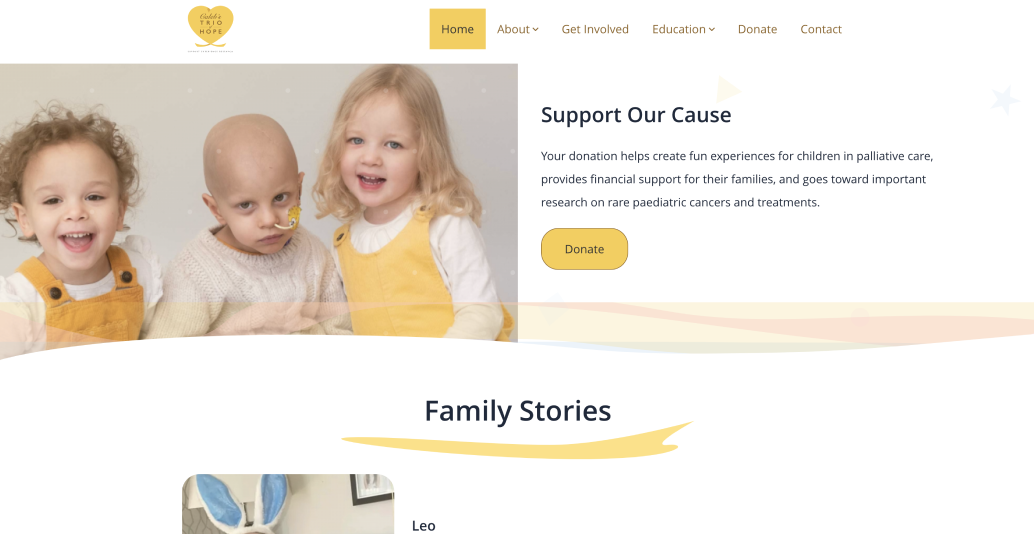 Caleb's
TRIO
of
HOPE
Home
About
Get Involved
Education
Donate
Contact
Support Our Cause
Your donation helps create fun experiences for children in palliative care,
provides financial support for their families, and goes toward important
research on rare paediatric cancers and treatments.
Donate
Family Stories
Leo